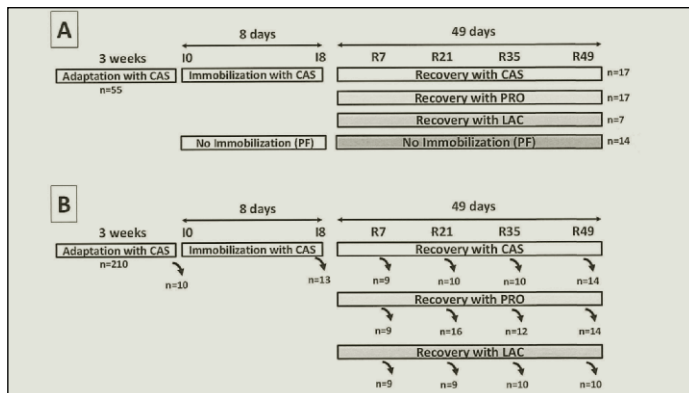 A
8 days
49 days
3 weeks
I0
I8
R7
R21
R35
R49
Adaptation with CAS
Immobilization with CAS
Recovery with CAS
n=17
n=55
Recovery with PRO
n=17
Recovery with LAC
n=7
No Immobilization (PF)
No Immobilization (PF)
n=14
B
8 days
49 days
3 weeks
I0
I8
R7
R21
R35
R49
Adaptation with CAS
Immobilization with CAS
Recovery with CAS
n=210
n=10
n=13
n=9
n=10
n=10
n=14
Recovery with PRO
n=9
n=16
n=12
n=14
Recovery with LAC
n=9
n=9
n=10
n=10